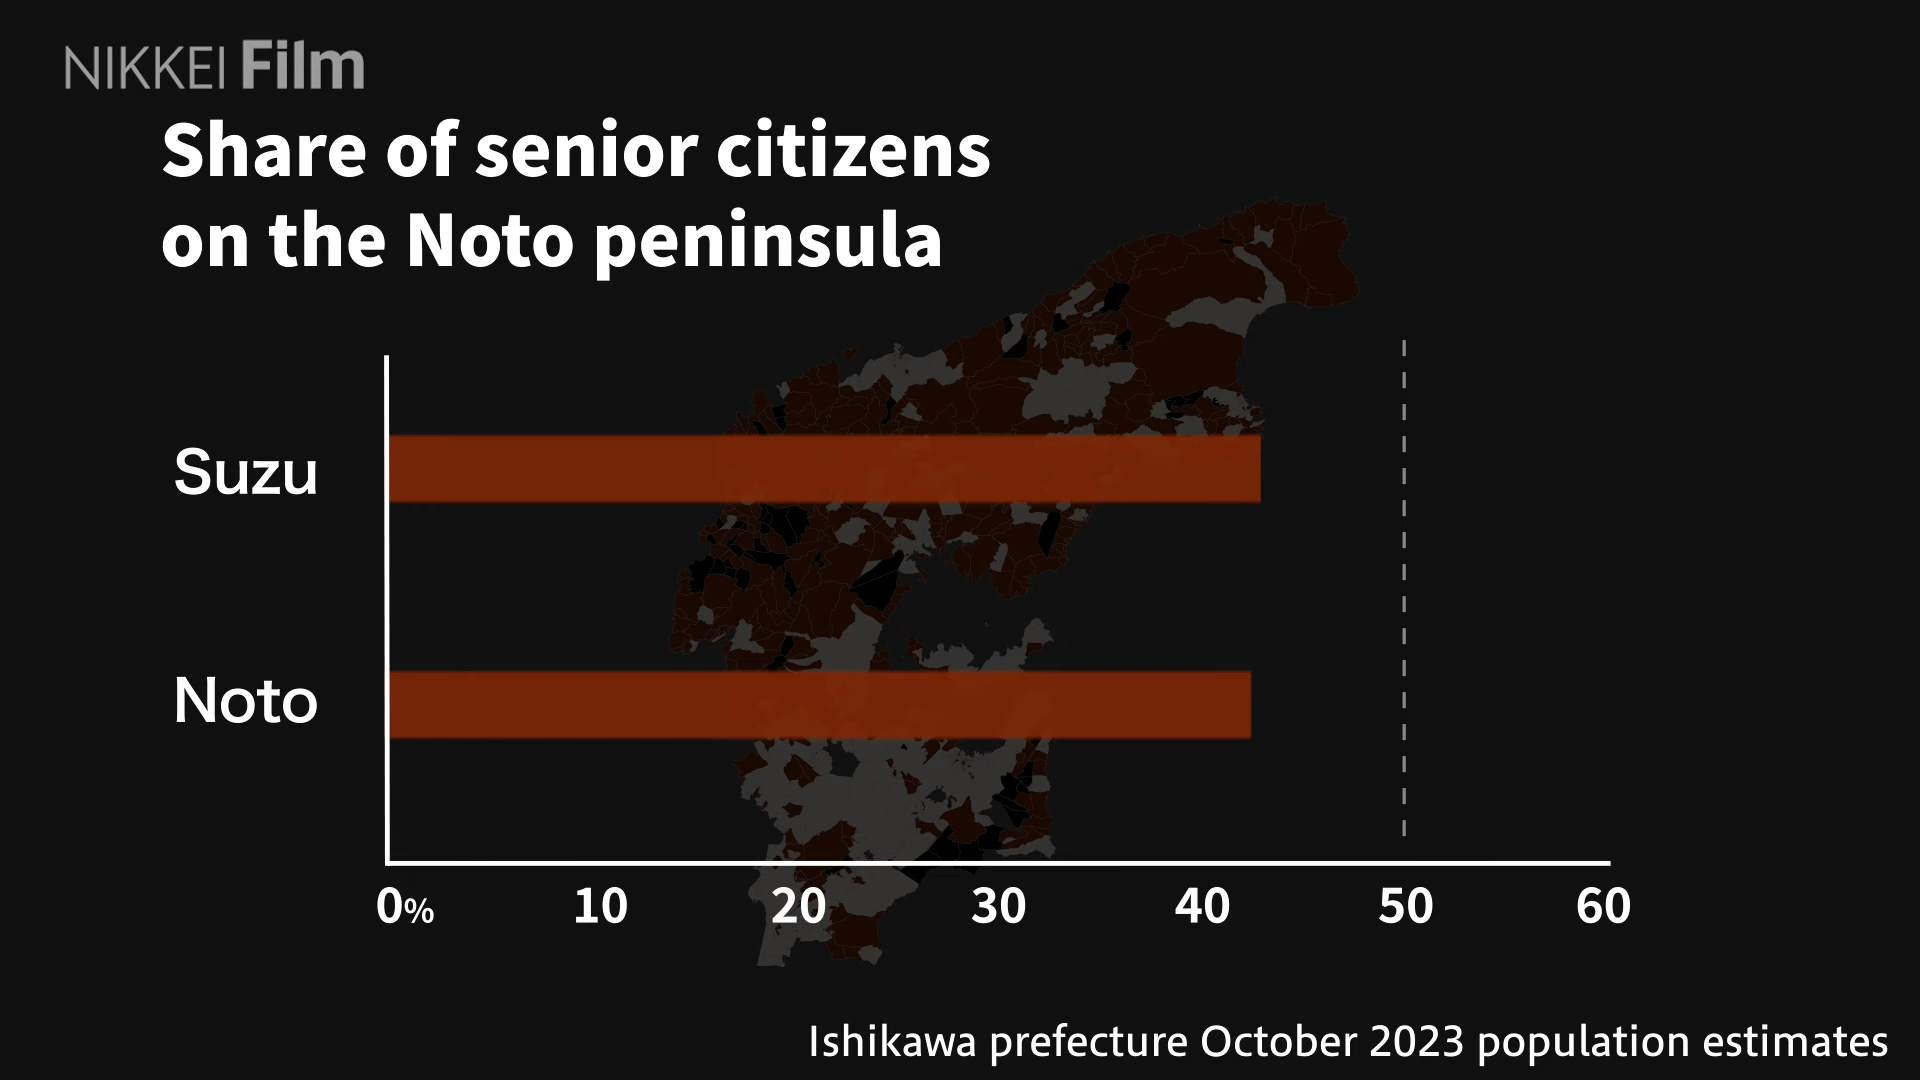 NIKKEI Film
Share of senior citizens
on the Noto peninsula
Suzu
Noto
0% 10 20 30 40 50 60
Ishikawa prefecture October 2023 population estimates